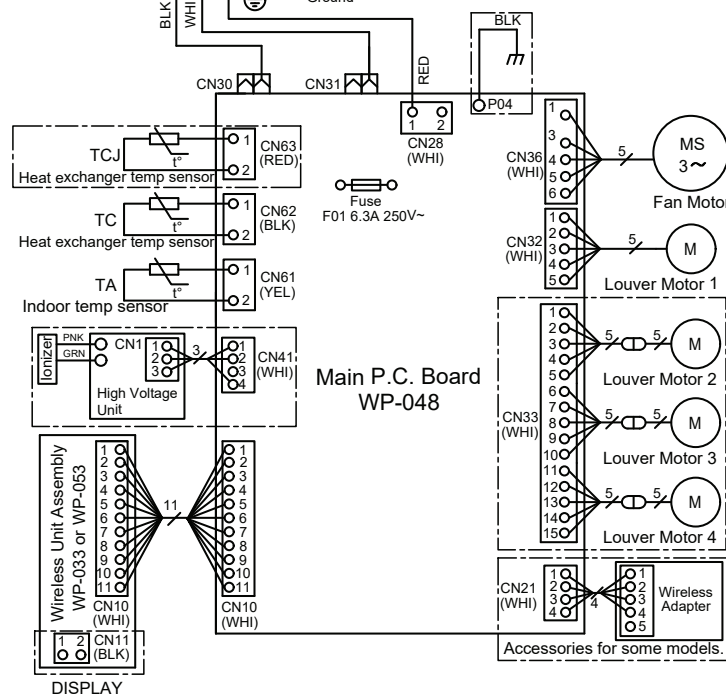 Ground
BLK
WHI
BLK
RED
CN30
CN31
P04
1 2
CN28
(WHI)
Fuse
F01 6.3A 250V~
TCJ
t°
Heat exchanger temp sensor
1
2
CN63
(RED)
TC
t°
Heat exchanger temp sensor
1
2
CN62
(BLK)
TA
t°
Indoor temp sensor
1
2
CN61
(YEL)
Ionizer
PNK
GRN
CN1
1
2
3
High Voltage
Unit
3
1
2
3
4
CN41
(WHI)
Main P.C. Board
WP-048
Wireless Unit Assembly
WP-033 or WP-053
1
2
3
4
5
6
7
8
9
10
11
CN10
(WHI)
11
1
2
3
4
5
6
7
8
9
10
11
CN10
(WHI)
1 2
CN11
(BLK)
DISPLAY
CN36
(WHI)
1
3
4
5
6
5
MS
3~
Fan Motor
CN32
(WHI)
1
2
3
4
5
5
M
Louver Motor 1
CN33
(WHI)
1
2
3
4
5
6
7
8
9
10
11
12
13
14
15
5
5
M
Louver Motor 2
5
5
M
Louver Motor 3
5
5
M
Louver Motor 4
CN21
(WHI)
1
2
3
4
4
1
2
3
4
5
Wireless
Adapter
Accessories for some models.